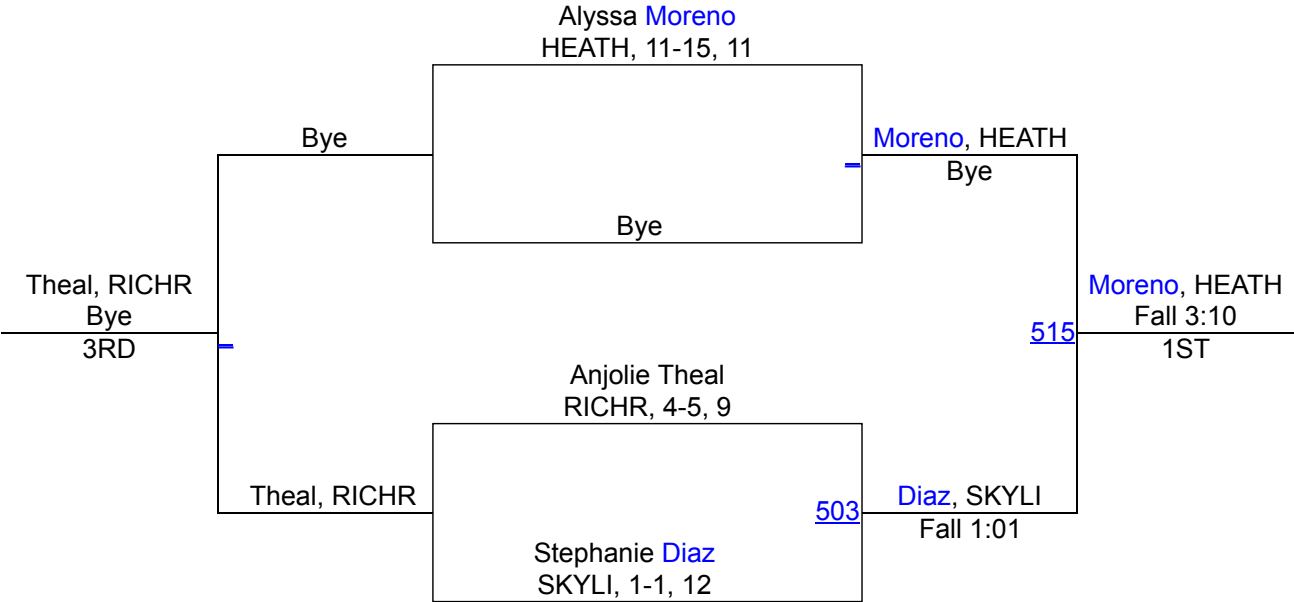 Alyssa Moreno
HEATH, 11-15, 11
Bye
Moreno, HEATH
Bye
Bye
Theal, RICHR
Bye
3RD
Moreno, HEATH
Fall 3:10
1ST
515
Anjolie Theal
RICHR, 4-5, 9
Theal, RICHR
503
Diaz, SKYLI
Fall 1:01
Stephanie Diaz
SKYLI, 1-1, 12